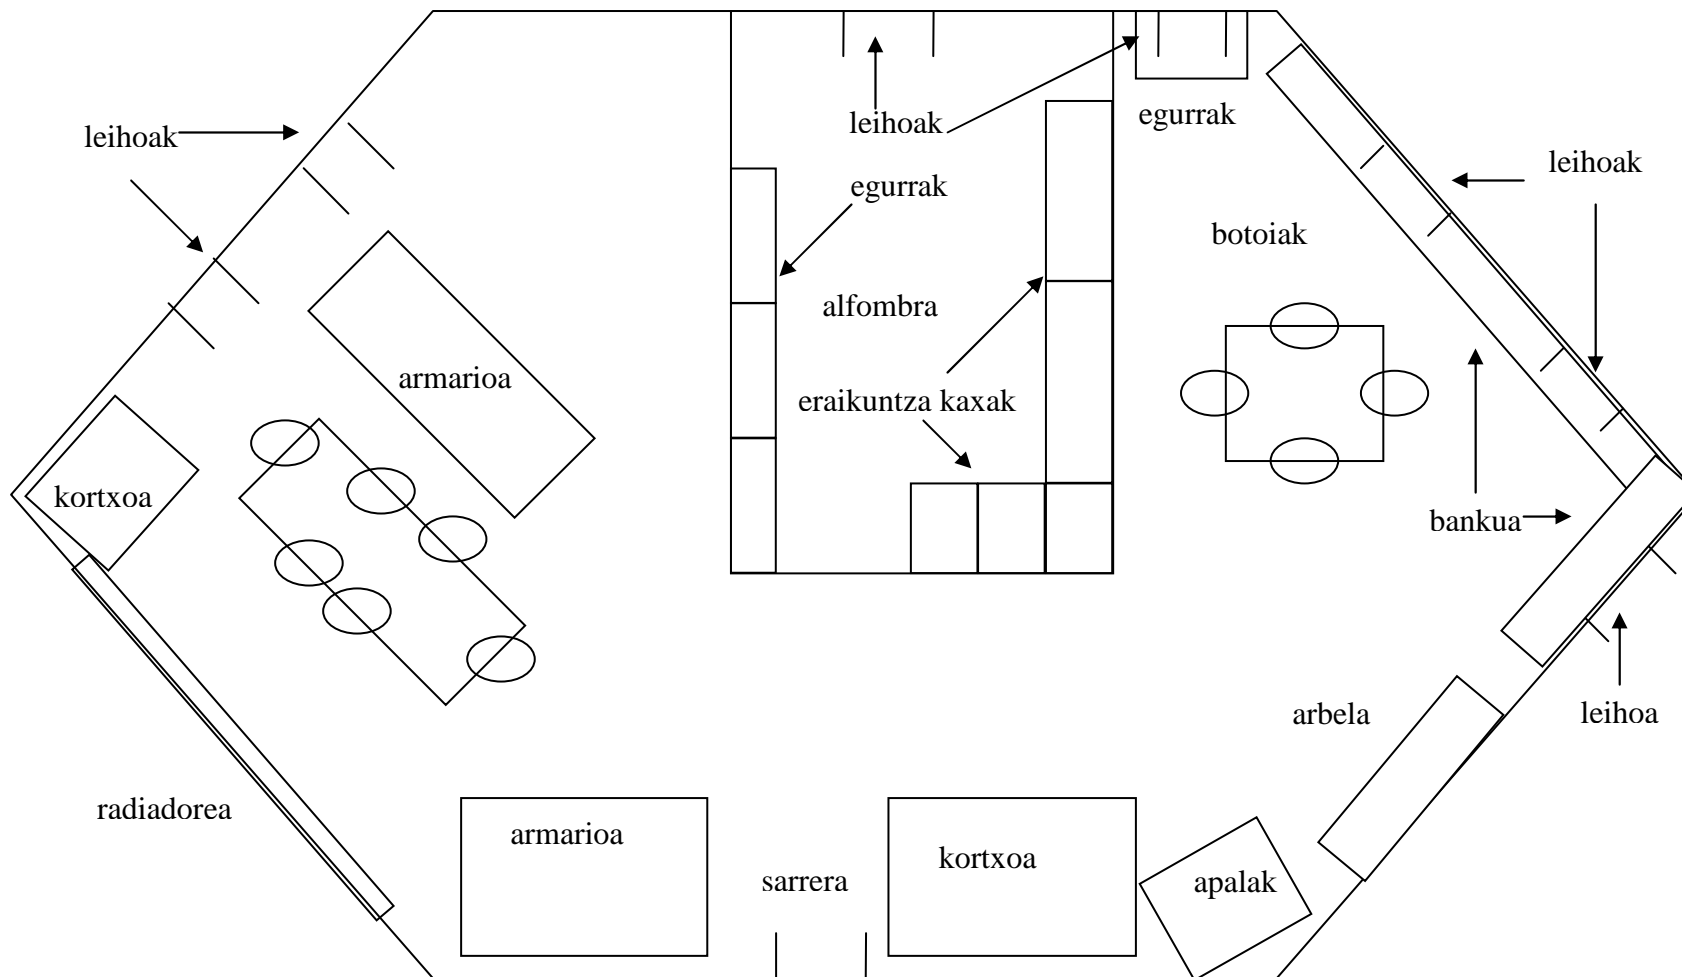 leihoak
egurrak
leihoak
leihoak
egurrak
botoiak
alfombra
armarioa
eraikuntza kaxak
kortxoa
bankua
arbela
leihoa
radiadorea
armarioa
kortxoa
sarrera
apalak